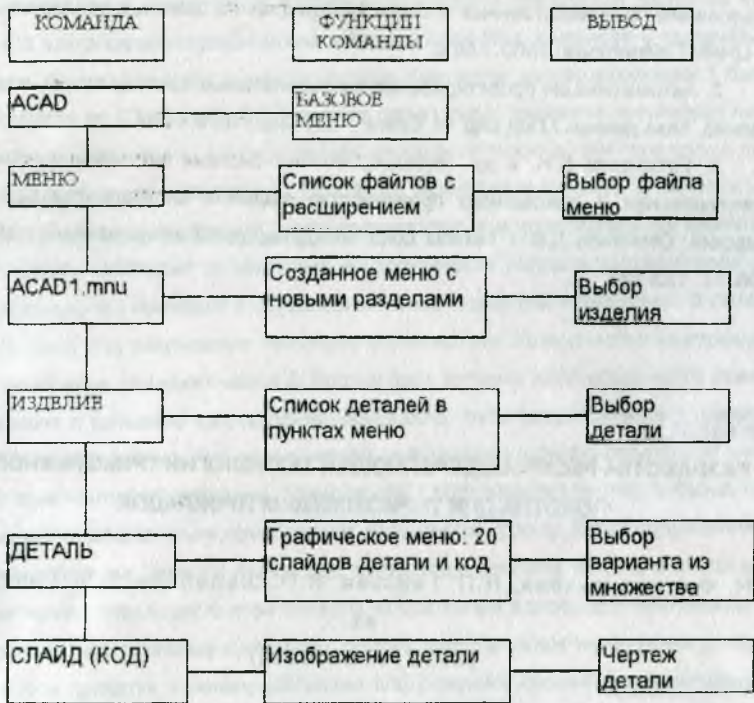 КОМАНДА
ФУНКЦИИ
КОМАНДЫ
ВЫВОД
ACAD
БАЗОВОЕ
МЕНЮ
МЕНЮ
Список файлов с
расширением
Выбор файла
меню
ACAD1.mnu
Созданное меню с
новыми разделами
Выбор
изделия
ИЗДЕЛИЕ
Список деталей в
пунктах меню
Выбор
детали
ДЕТАЛЬ
Графическое меню: 20
слайдов детали и код
Выбор
варианта из
множества
СЛАЙД (КОД)
Изображение детали
Чертеж
детали